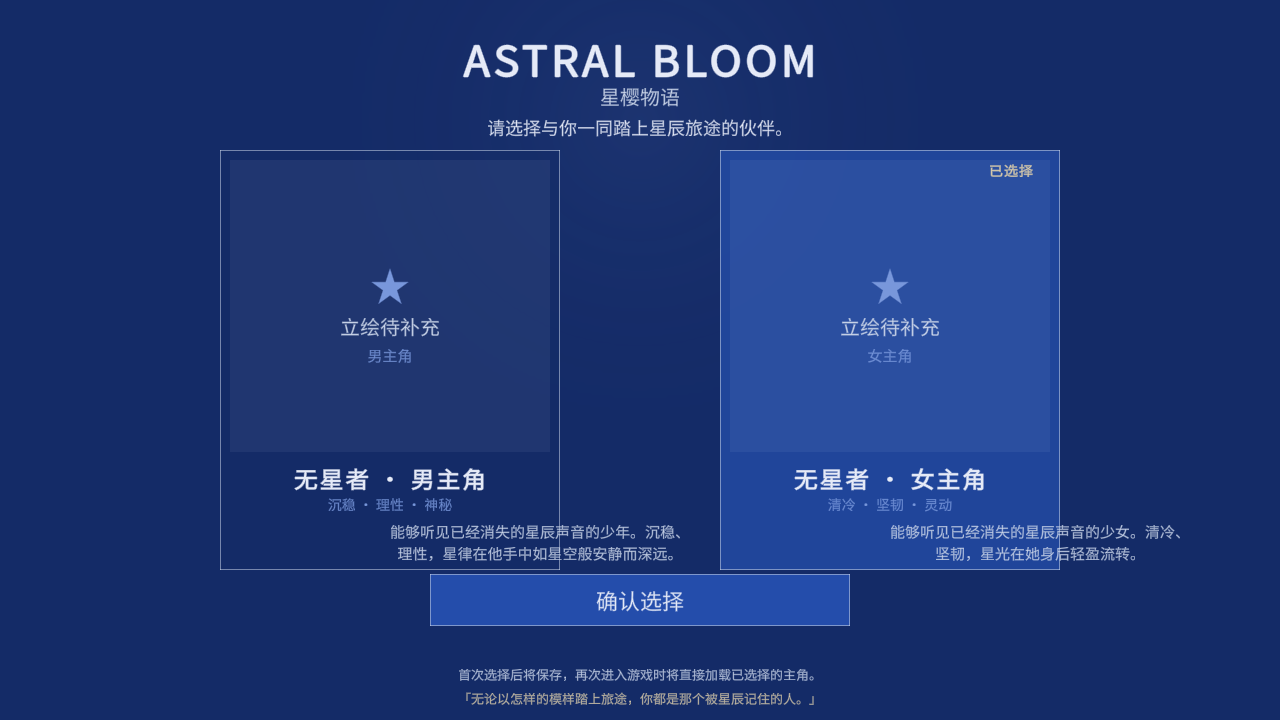 ASTRAL BLOOM
星樱物语
请选择与你一同踏上星辰旅途的伙伴。
立绘待补充
男主角
无星者 · 男主角
沉稳 · 理性 · 神秘
能够听见已经消失的星辰声音的少年。沉稳、
理性，星律在他手中如星空般安静而深远。
已选择
立绘待补充
女主角
无星者 · 女主角
清冷 · 坚韧 · 灵动
能够听见已经消失的星辰声音的少女。清冷、
坚韧，星光在她身后轻盈流转。
确认选择
首次选择后将保存，再次进入游戏时将直接加载已选择的主角。
「无论以怎样的模样踏上旅途，你都是那个被星辰记住的人。」